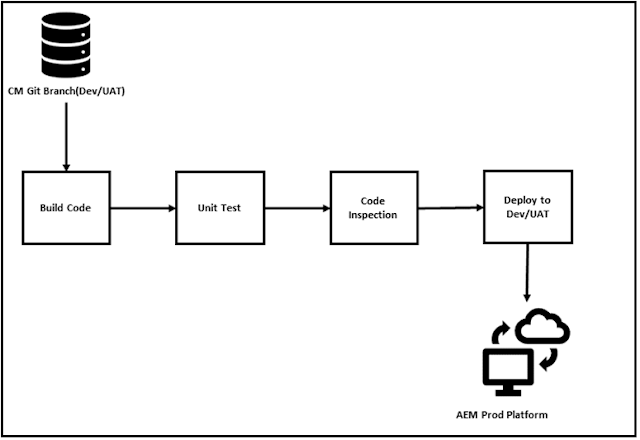 CM Git Branch(Dev/UAT)
Build Code
Unit Test
Code
Inspection
Deploy to
Dev/UAT
AEM Prod Platform